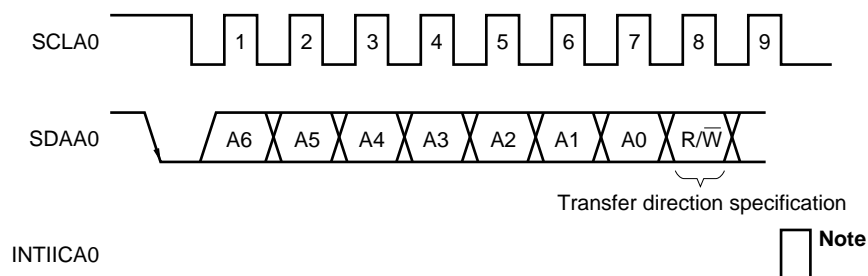 SCLA0 1 2 3 4 5 6 7 8 9
SDAA0 A6 A5 A4 A3 A2 A1 A0 R/W̅
Transfer direction specification
Note
INTIICA0